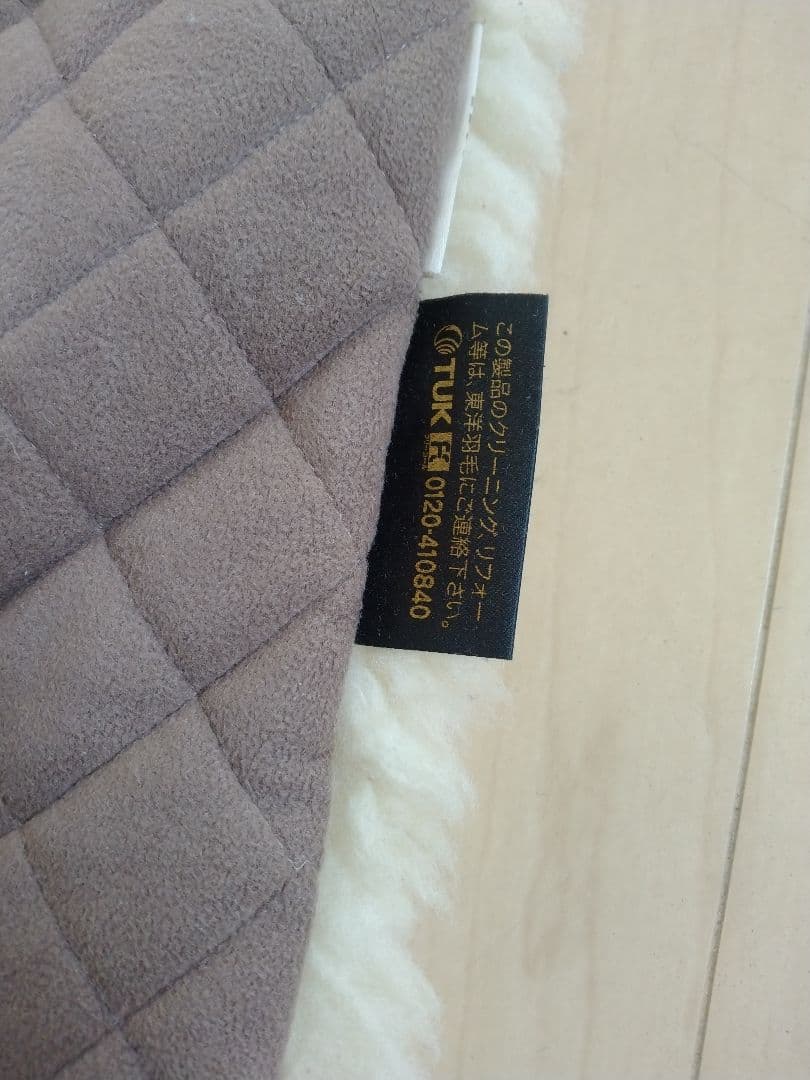 この製品のクリーニング、リフォー
ム等は、東洋羽毛にご連絡下さい。
TUK 0120-410840